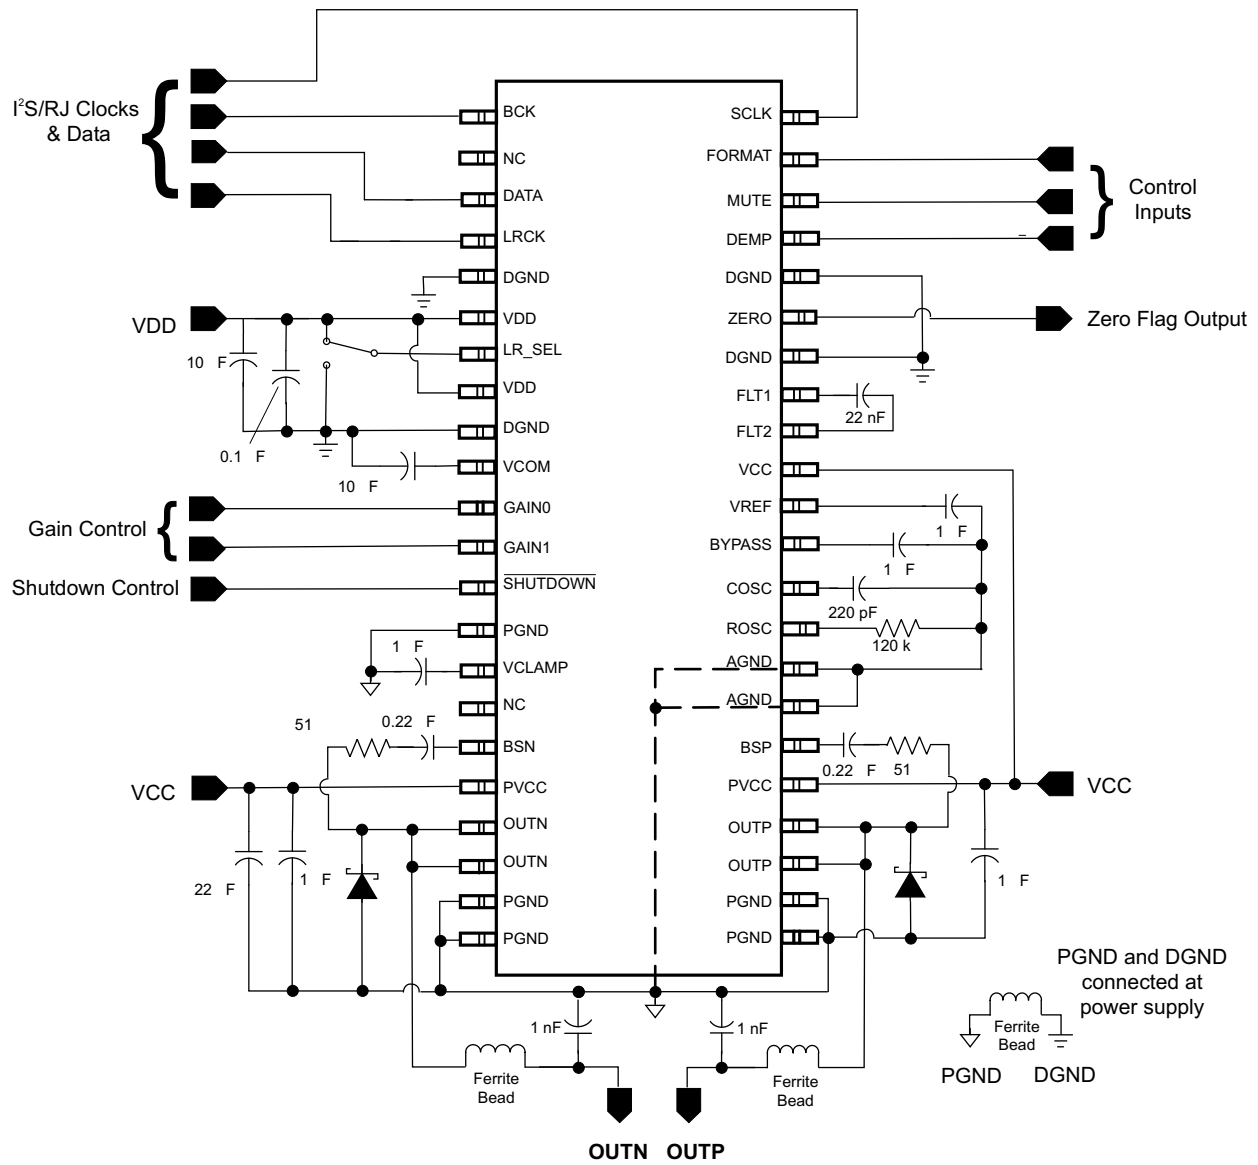 I²S/RJ Clocks
& Data
BCK
NC
DATA
LRCK
DGND
VDD
VDD
LR_SEL
VDD
DGND
VCOM
10 F
0.1 F
10 F
Gain Control
GAIN0
GAIN1
Shutdown Control
SHUTDOWN
PGND
1 F
VCLAMP
NC
51
0.22 F
BSN
VCC
PVCC
OUTN
OUTN
22 F
1 F
PGND
PGND
SCLK
FORMAT
MUTE
DEMP
Control
Inputs
DGND
ZERO
Zero Flag Output
DGND
FLT1
22 nF
FLT2
VCC
VREF
1 F
BYPASS
1 F
COSC
220 pF
ROSC
120 k
AGND
AGND
BSP
0.22 F
51
PVCC
VCC
OUTP
OUTP
1 F
PGND
PGND
PGND and DGND
connected at
power supply
Ferrite
Bead
PGND
DGND
1 nF
1 nF
Ferrite
Bead
Ferrite
Bead
OUTN
OUTP